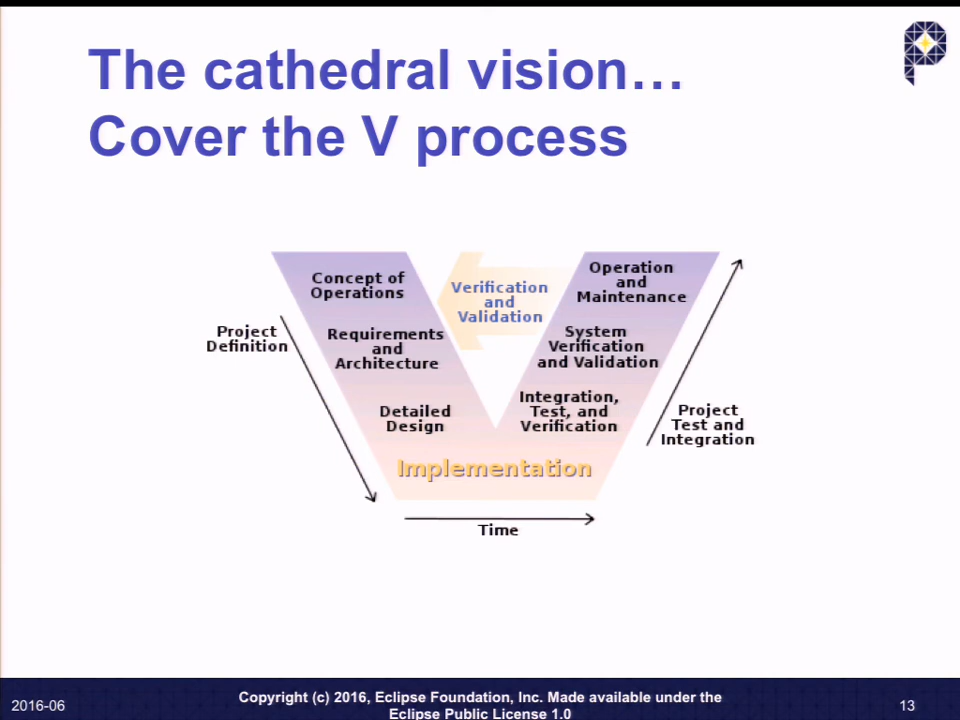 The cathedral vision…
Cover the V process
Concept of
Operations
Verification
and
Validation
Operation
and
Maintenance
Project
Definition
Requirements
and
Architecture
System
Verification
and Validation
Detailed
Design
Integration,
Test, and
Verification
Project
Test and
Integration
Implementation
Time
2016-06
Copyright (c) 2016, Eclipse Foundation, Inc. Made available under the
Eclipse Public License 1.0
13